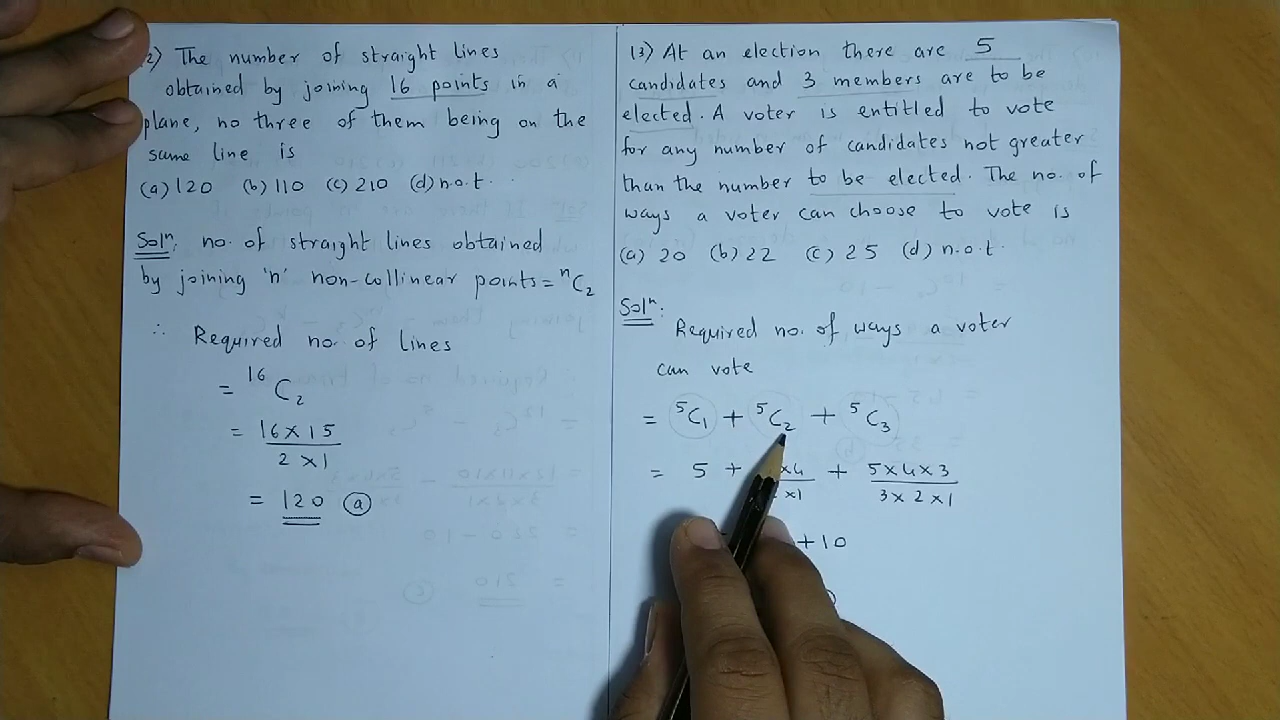 2) The number of straight lines
obtained by joining 16 points in a
plane, no three of them being on the
same line is
(a) 120 (b) 110 (c) 210 (d) n.o.t.
Solⁿ: no. of straight lines obtained
by joining 'n' non-collinear points = ⁿC₂
∴ Required no. of lines
= ¹⁶C₂
= 16×15
2×1
= 120 (a)
13) At an election there are 5
candidates and 3 members are to be
elected. A voter is entitled to vote
for any number of candidates not greater
than the number to be elected. The no. of
ways a voter can choose to vote is
(a) 20 (b) 22 (c) 25 (d) n.o.t.
Solⁿ:
Required no. of ways a voter
can vote
= ⁵C₁ + ⁵C₂ + ⁵C₃
= 5 + ×4 + 5×4×3
×1 3×2×1
+10